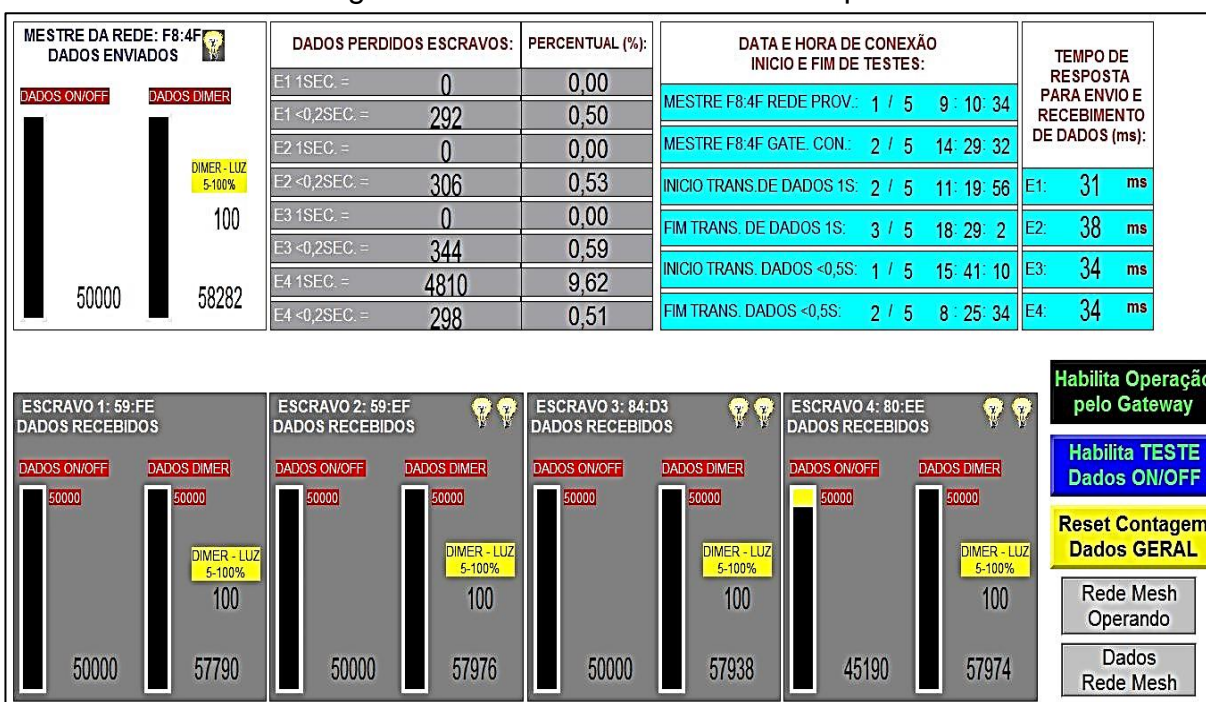 MESTRE DA REDE: F8:4F
DADOS ENVIADOS
DADOS ON/OFF
DADOS DIMER
DIMER - LUZ
5-100%
100
50000
58282
DADOS PERDIDOS ESCRAVOS: PERCENTUAL (%):
E1 1SEC. = 0 0,00
E1 <0,2SEC. = 292 0,50
E2 1SEC. = 0 0,00
E2 <0,2SEC. = 306 0,53
E3 1SEC. = 0 0,00
E3 <0,2SEC. = 344 0,59
E4 1SEC. = 4810 9,62
E4 <0,2SEC. = 298 0,51
DATA E HORA DE CONEXÃO
INICIO E FIM DE TESTES:
MESTRE F8:4F REDE PROV.: 1 / 5 9: 10: 34
MESTRE F8:4F GATE. CON.: 2 / 5 14: 29: 32
INICIO TRANS.DE DADOS 1S: 2 / 5 11: 19: 56
FIM TRANS. DE DADOS 1S: 3 / 5 18: 29: 2
INICIO TRANS. DADOS <0,5S: 1 / 5 15: 41: 10
FIM TRANS. DADOS <0,5S: 2 / 5 8 : 25: 34
TEMPO DE
RESPOSTA
PARA ENVIO E
RECEBIMENTO
DE DADOS (ms):
E1: 31 ms
E2: 38 ms
E3: 34 ms
E4: 34 ms
ESCRAVO 1: 59:FE
DADOS RECEBIDOS
DADOS ON/OFF
DADOS DIMER
50000
50000
DIMER - LUZ
5-100%
100
50000
57790
ESCRAVO 2: 59:EF
DADOS RECEBIDOS
DADOS ON/OFF
DADOS DIMER
50000
50000
DIMER - LUZ
5-100%
100
50000
57976
ESCRAVO 3: 84:D3
DADOS RECEBIDOS
DADOS ON/OFF
DADOS DIMER
50000
50000
DIMER - LUZ
5-100%
100
50000
57938
ESCRAVO 4: 80:EE
DADOS RECEBIDOS
DADOS ON/OFF
DADOS DIMER
50000
50000
DIMER - LUZ
5-100%
100
45190
57974
Habilita Operação
pelo Gateway
Habilita TESTE
Dados ON/OFF
Reset Contagem
Dados GERAL
Rede Mesh
Operando
Dados
Rede Mesh